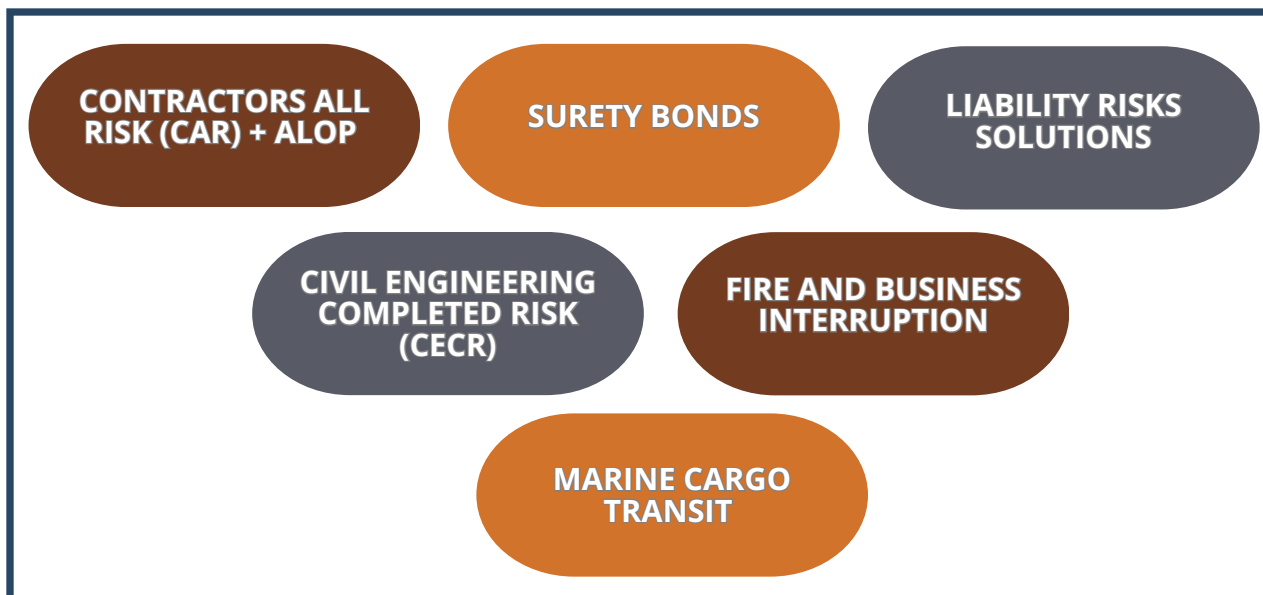 CONTRACTORS ALL
RISK (CAR) + ALOP
SURETY BONDS
LIABILITY RISKS
SOLUTIONS
CIVIL ENGINEERING
COMPLETED RISK
(CECR)
FIRE AND BUSINESS
INTERRUPTION
MARINE CARGO
TRANSIT